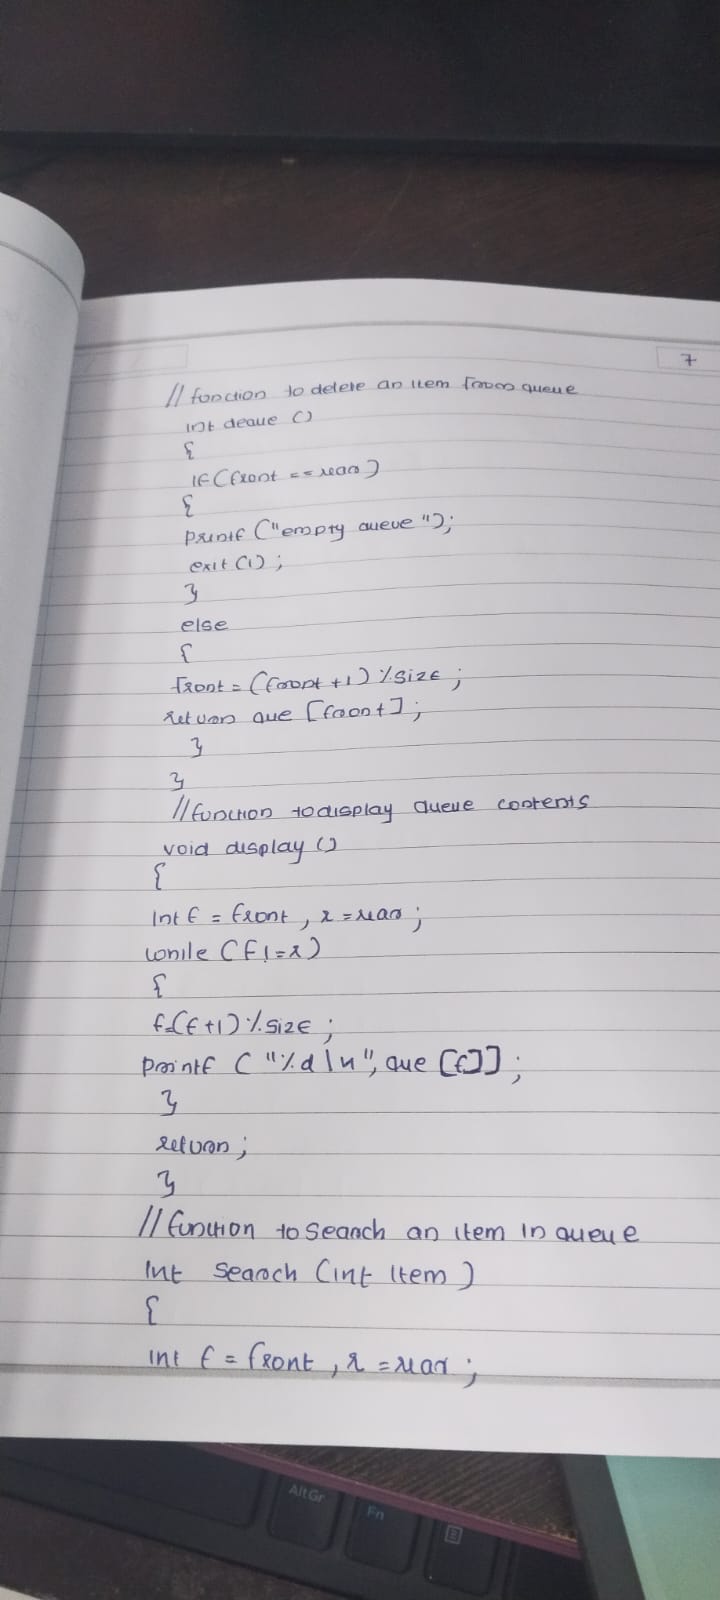 7
// function to delete an item from queue
int deque ()
{
if (front == rear)
{
printf ("empty queue");
exit (1);
}
else
{
front = (front +1) % size;
return que [front];
}
}
// function to display queue contents
void display ()
{
int f = front, r = rear;
while (f != r)
{
f=(f+1) % size;
printf ("%d\n", que [f]];
}
return;
}
// function to search an item in queue
int search (int item)
{
int f = front, r = rear;
AltGr
Fn